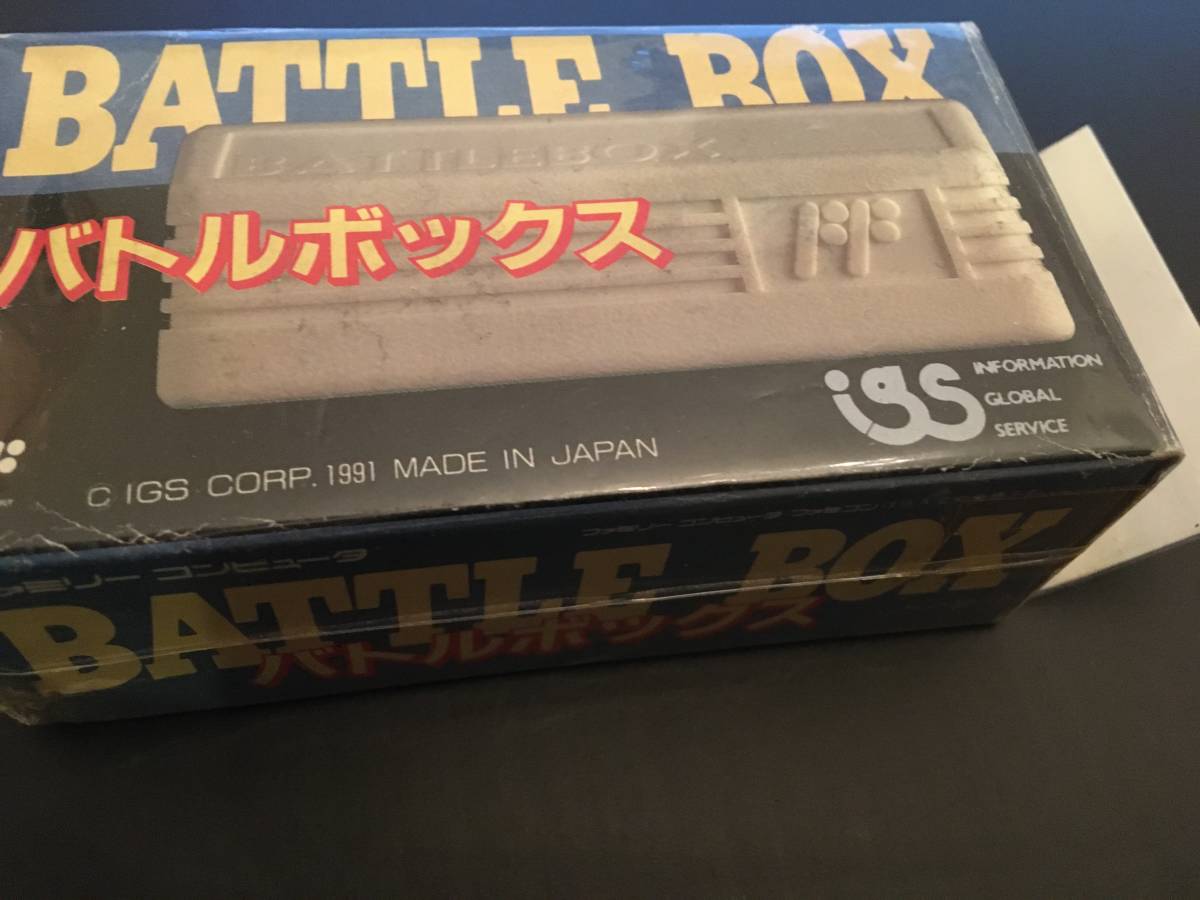 BATTLE BOX
BATTLEBOX
バトルボックス
igs
INFORMATION
GLOBAL
SERVICE
C IGS CORP. 1991 MADE IN JAPAN
ファミリー コンピュータ
BATTLE BOX
バトルボックス